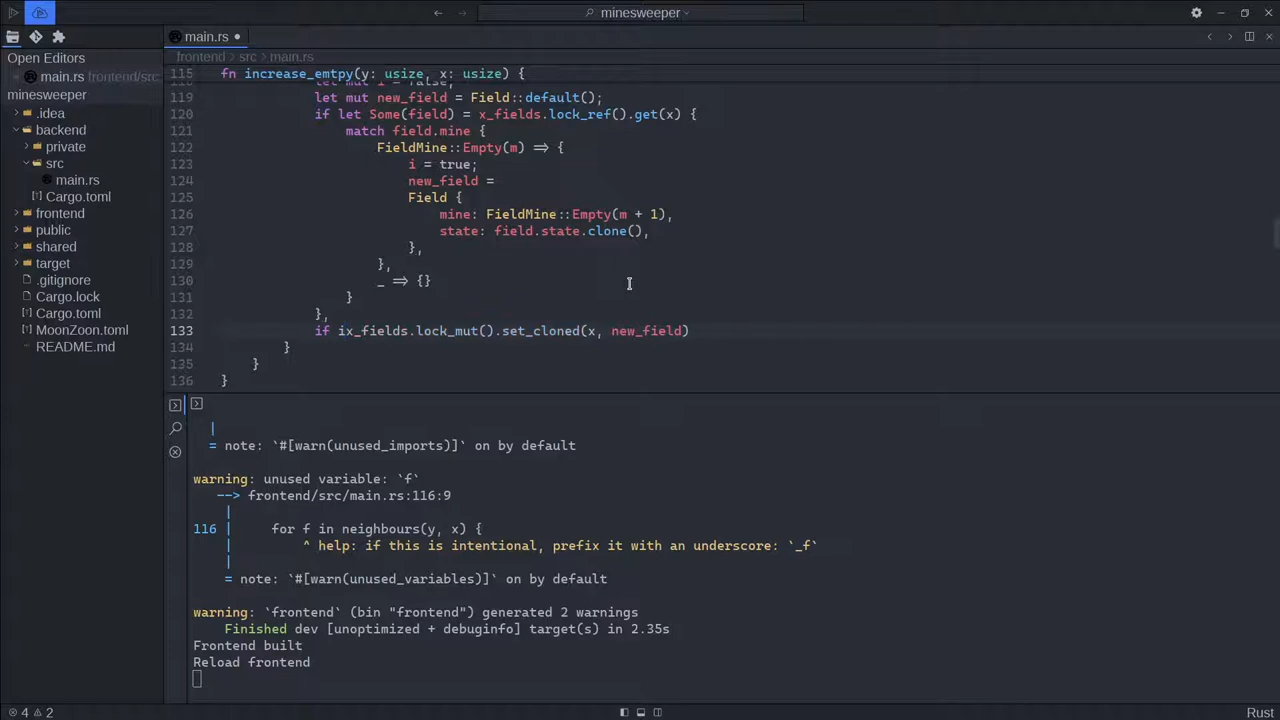 minesweeper
main.rs
Open Editors
main.rs frontend/src
minesweeper
.idea
backend
private
src
main.rs
Cargo.toml
frontend
public
shared
target
.gitignore
Cargo.lock
Cargo.toml
MoonZoon.toml
README.md
frontend > src > main.rs
115 fn increase_emtpy(y: usize, x: usize) {
119 let mut new_field = Field::default();
120 if let Some(field) = x_fields.lock_ref().get(x) {
121 match field.mine {
122 FieldMine::Empty(m) => {
123 i = true;
124 new_field =
125 Field {
126 mine: FieldMine::Empty(m + 1),
127 state: field.state.clone(),
128 },
129 },
130 _ => {}
131 }
132 },
133 if ix_fields.lock_mut().set_cloned(x, new_field)
134 }
135 }
136 }
|
= note: `#[warn(unused_imports)]` on by default
warning: unused variable: `f`
--> frontend/src/main.rs:116:9
|
116 | for f in neighbours(y, x) {
| ^ help: if this is intentional, prefix it with an underscore: `_f`
|
= note: `#[warn(unused_variables)]` on by default
warning: `frontend` (bin "frontend") generated 2 warnings
Finished dev [unoptimized + debuginfo] target(s) in 2.35s
Frontend built
Reload frontend
4 2
Rust